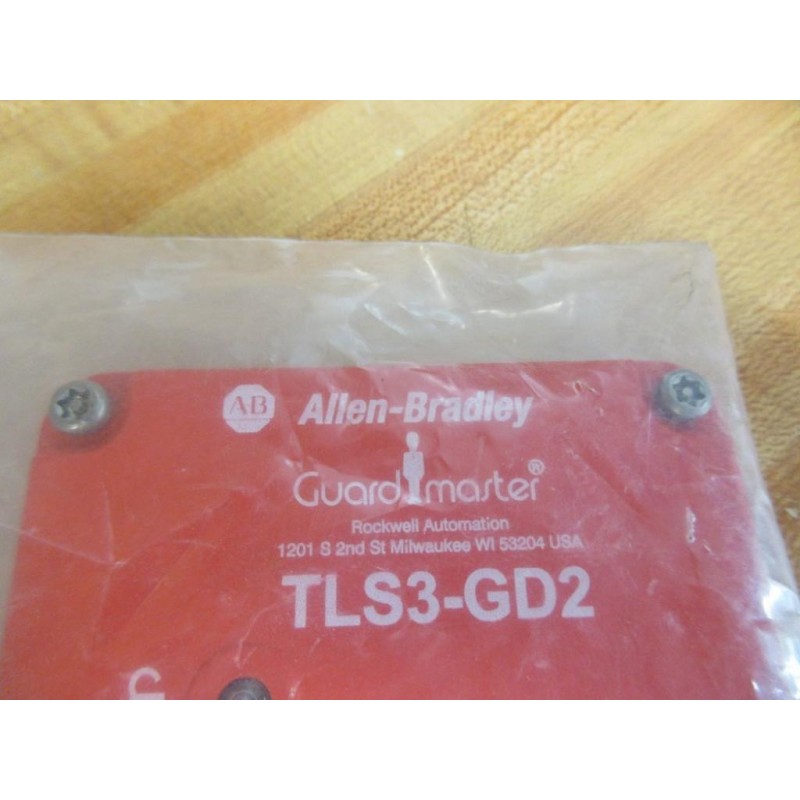 AB Allen-Bradley
Guardmaster®
Rockwell Automation
1201 S 2nd St Milwaukee WI 53204 USA
TLS3-GD2